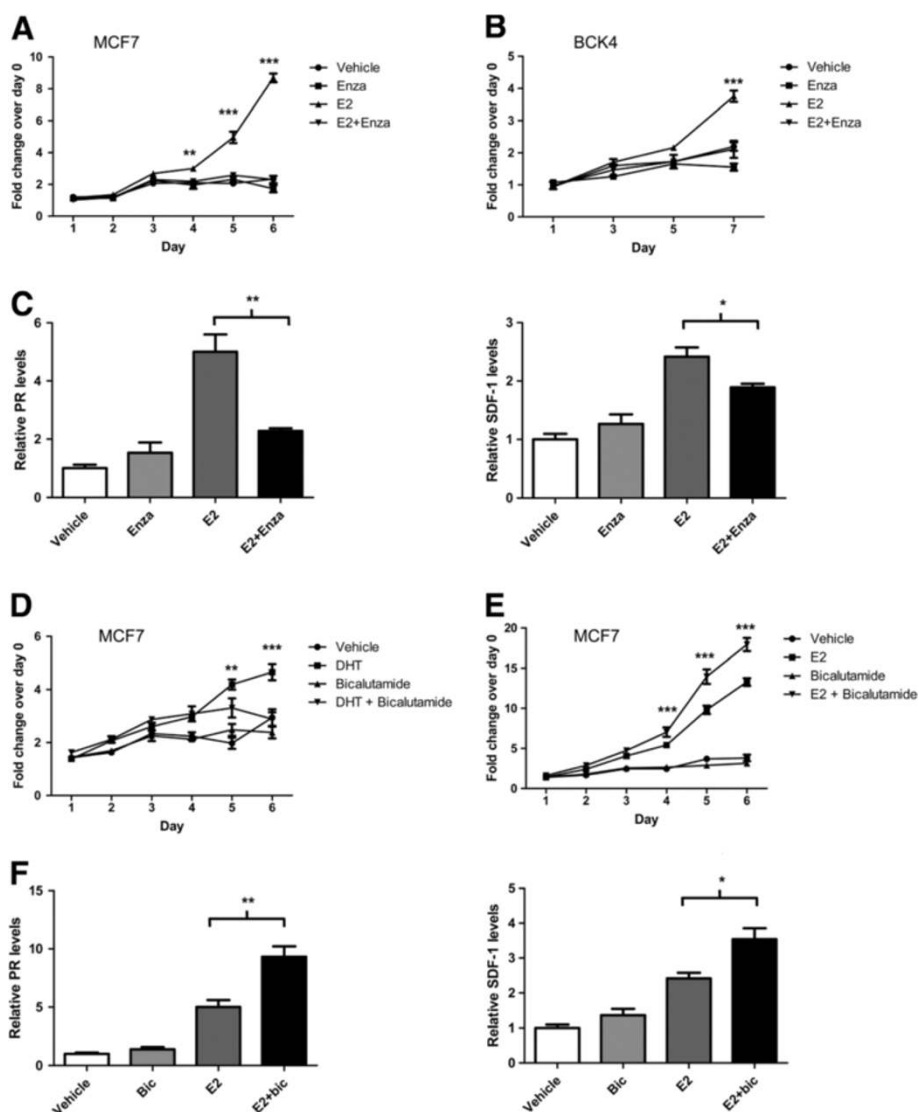 A
MCF7
Fold change over day 0
10
8
6
4
2
0
1 2 3 4 5 6
Day
**
***
***
Vehicle
Enza
E2
E2+Enza
B
BCK4
Fold change over day 0
5
4
3
2
1
0
1 3 5 7
Day
***
Vehicle
Enza
E2
E2+Enza
C
Relative PR levels
6
4
2
0
**
Vehicle Enza E2 E2+Enza
Relative SDF-1 levels
3
2
1
0
*
Vehicle Enza E2 E2+Enza
D
MCF7
Fold change over day 0
6
4
2
0
1 2 3 4 5 6
Day
**
***
Vehicle
DHT
Bicalutamide
DHT + Bicalutamide
E
MCF7
Fold change over day 0
20
15
10
5
0
1 2 3 4 5 6
Day
***
***
***
Vehicle
E2
Bicalutamide
E2 + Bicalutamide
F
Relative PR levels
15
10
5
0
**
Vehicle Bic E2 E2+bic
Relative SDF-1 levels
5
4
3
2
1
0
*
Vehicle Bic E2 E2+bic